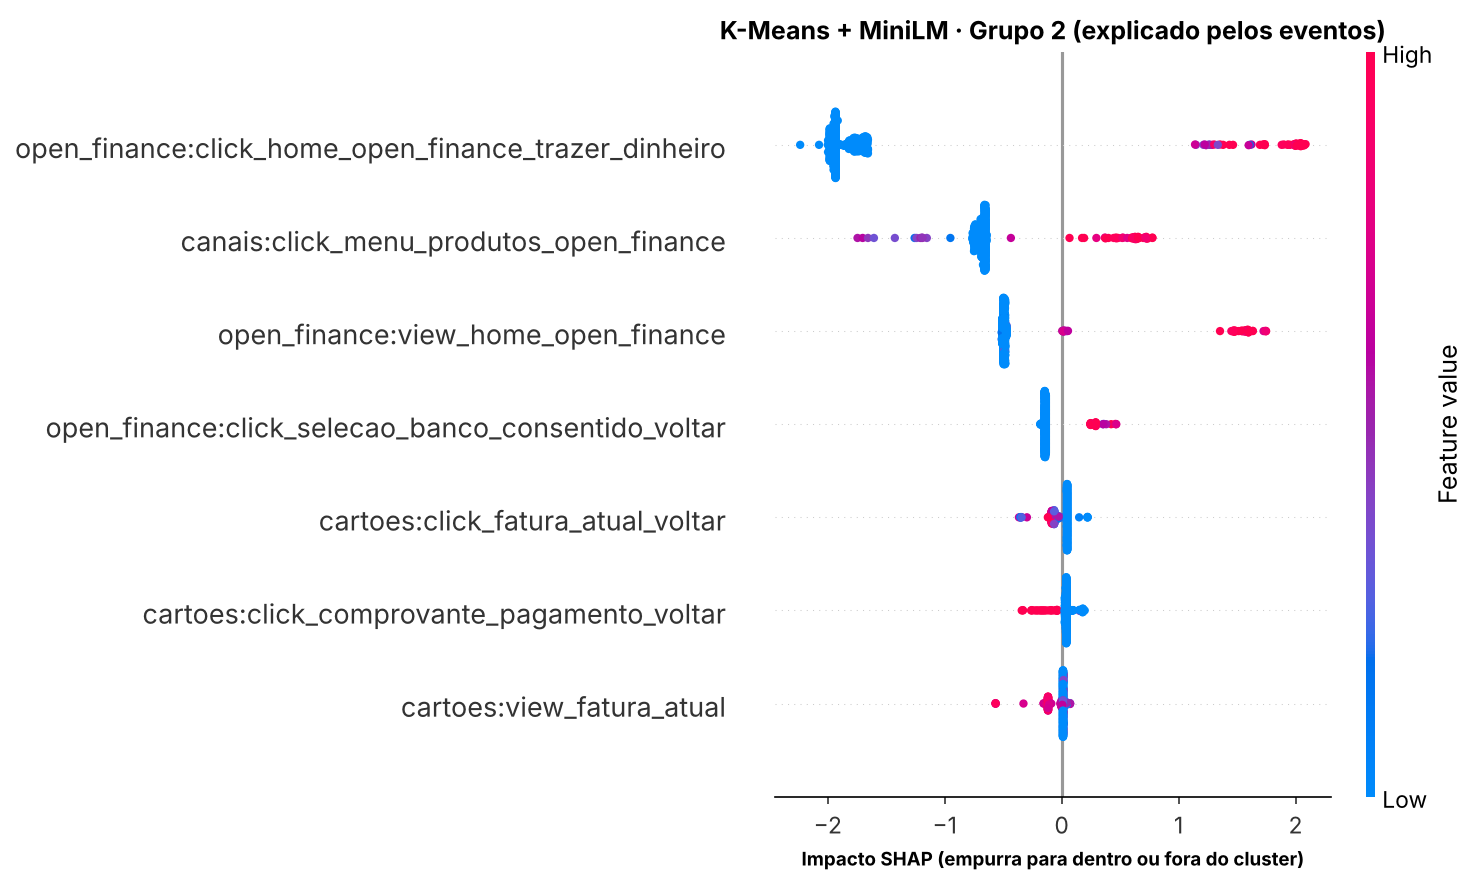 K-Means + MiniLM · Grupo 2 (explicado pelos eventos)
High
open_finance:click_home_open_finance_trazer_dinheiro
canais:click_menu_produtos_open_finance
open_finance:view_home_open_finance
open_finance:click_selecao_banco_consentido_voltar
cartoes:click_fatura_atual_voltar
cartoes:click_comprovante_pagamento_voltar
cartoes:view_fatura_atual
Feature value
Low
−2 −1 0 1 2
Impacto SHAP (empurra para dentro ou fora do cluster)